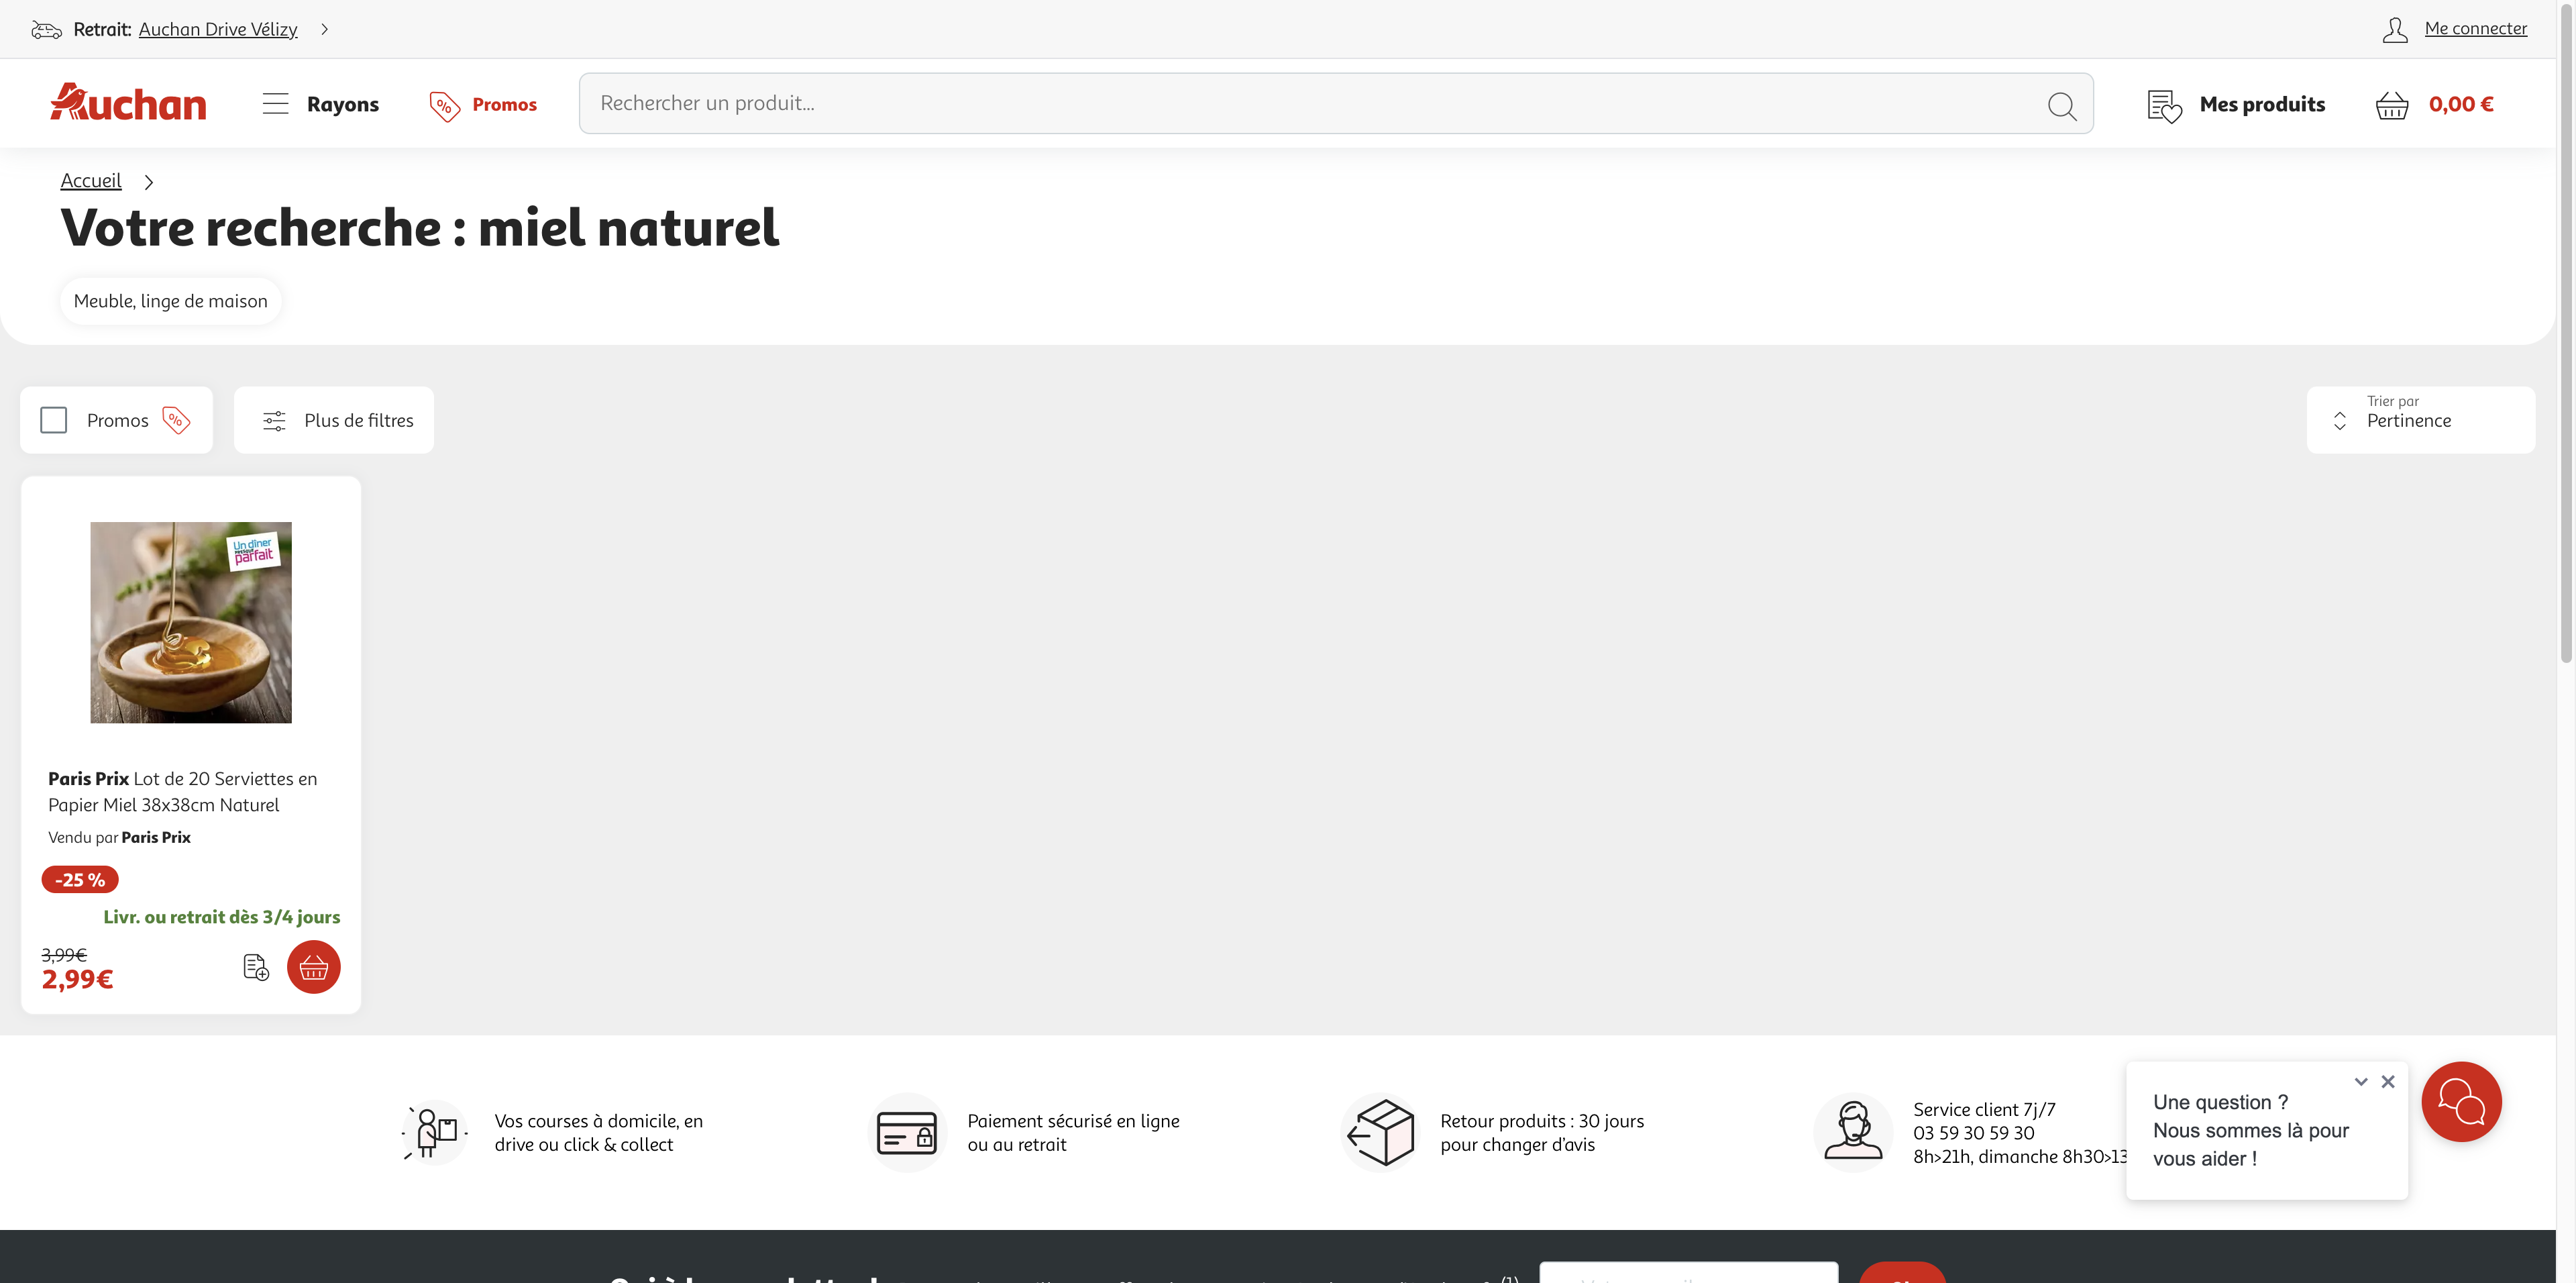 Retrait: Auchan Drive Vélizy
Me connecter
Auchan
Rayons
Promos
Rechercher un produit...
Mes produits
0,00 €
Accueil
Votre recherche : miel naturel
Meuble, linge de maison
Promos
Plus de filtres
Trier par
Pertinence
Un dîner
presque
parfait
Paris Prix Lot de 20 Serviettes en
Papier Miel 38x38cm Naturel
Vendu par Paris Prix
-25 %
Livr. ou retrait dès 3/4 jours
3,99€
2,99€
Vos courses à domicile, en
drive ou click & collect
Paiement sécurisé en ligne
ou au retrait
Retour produits : 30 jours
pour changer d'avis
Service client 7j/7
03 59 30 59 30
8h>21h, dimanche 8h30>13
Une question ?
Nous sommes là pour
vous aider !